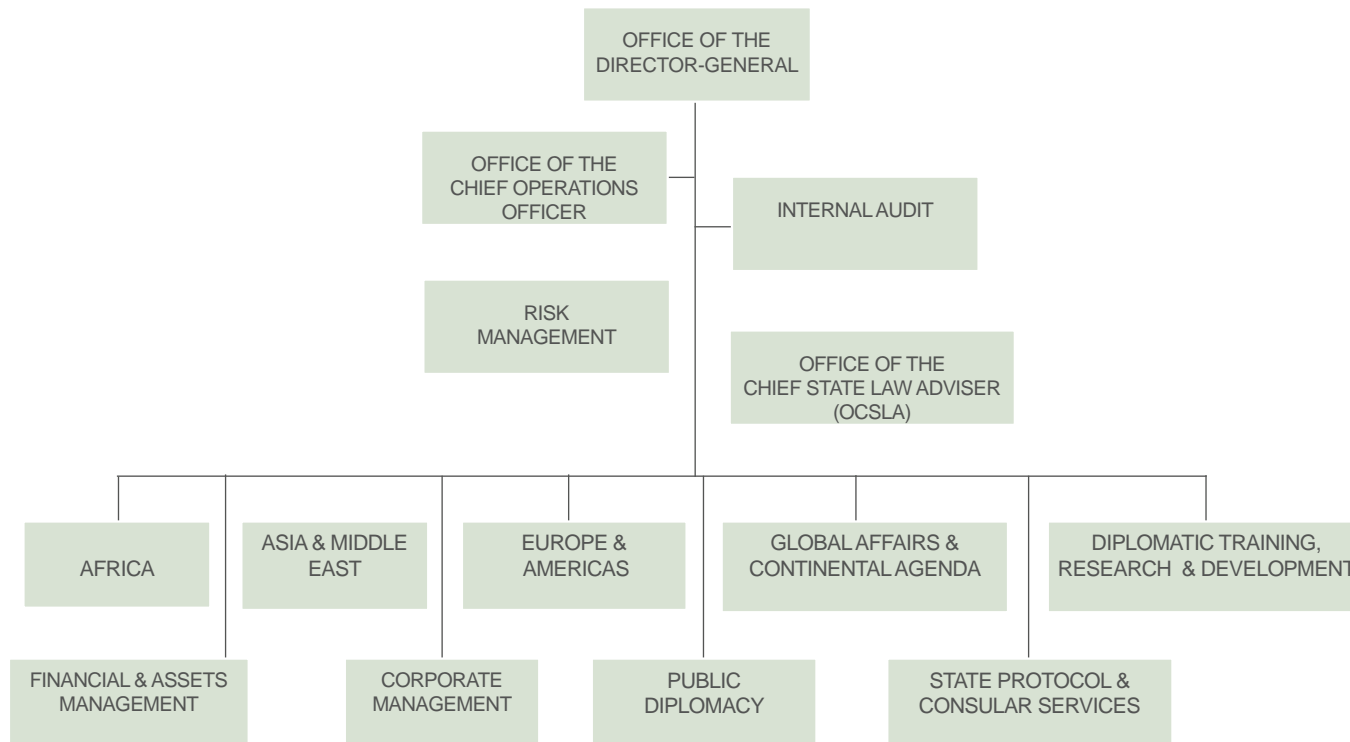 OFFICE OF THE
DIRECTOR-GENERAL
OFFICE OF THE
CHIEF OPERATIONS
OFFICER
INTERNAL AUDIT
RISK
MANAGEMENT
OFFICE OF THE
CHIEF STATE LAW ADVISER
(OCSLA)
AFRICA
ASIA & MIDDLE
EAST
EUROPE &
AMERICAS
GLOBAL AFFAIRS &
CONTINENTAL AGENDA
DIPLOMATIC TRAINING,
RESEARCH & DEVELOPMENT
FINANCIAL & ASSETS
MANAGEMENT
CORPORATE
MANAGEMENT
PUBLIC
DIPLOMACY
STATE PROTOCOL &
CONSULAR SERVICES